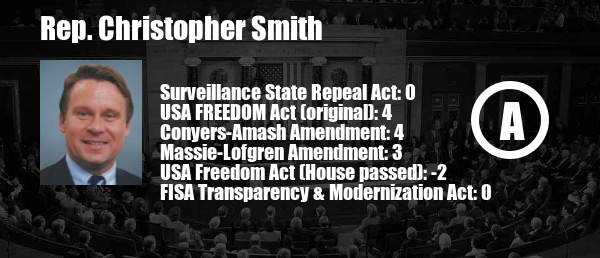 Rep. Christopher Smith
Surveillance State Repeal Act: 0
USA FREEDOM Act (original): 4
Conyers-Amash Amendment: 4
Massie-Lofgren Amendment: 3
USA Freedom Act (House passed): -2
FISA Transparency & Modernization Act: 0
A